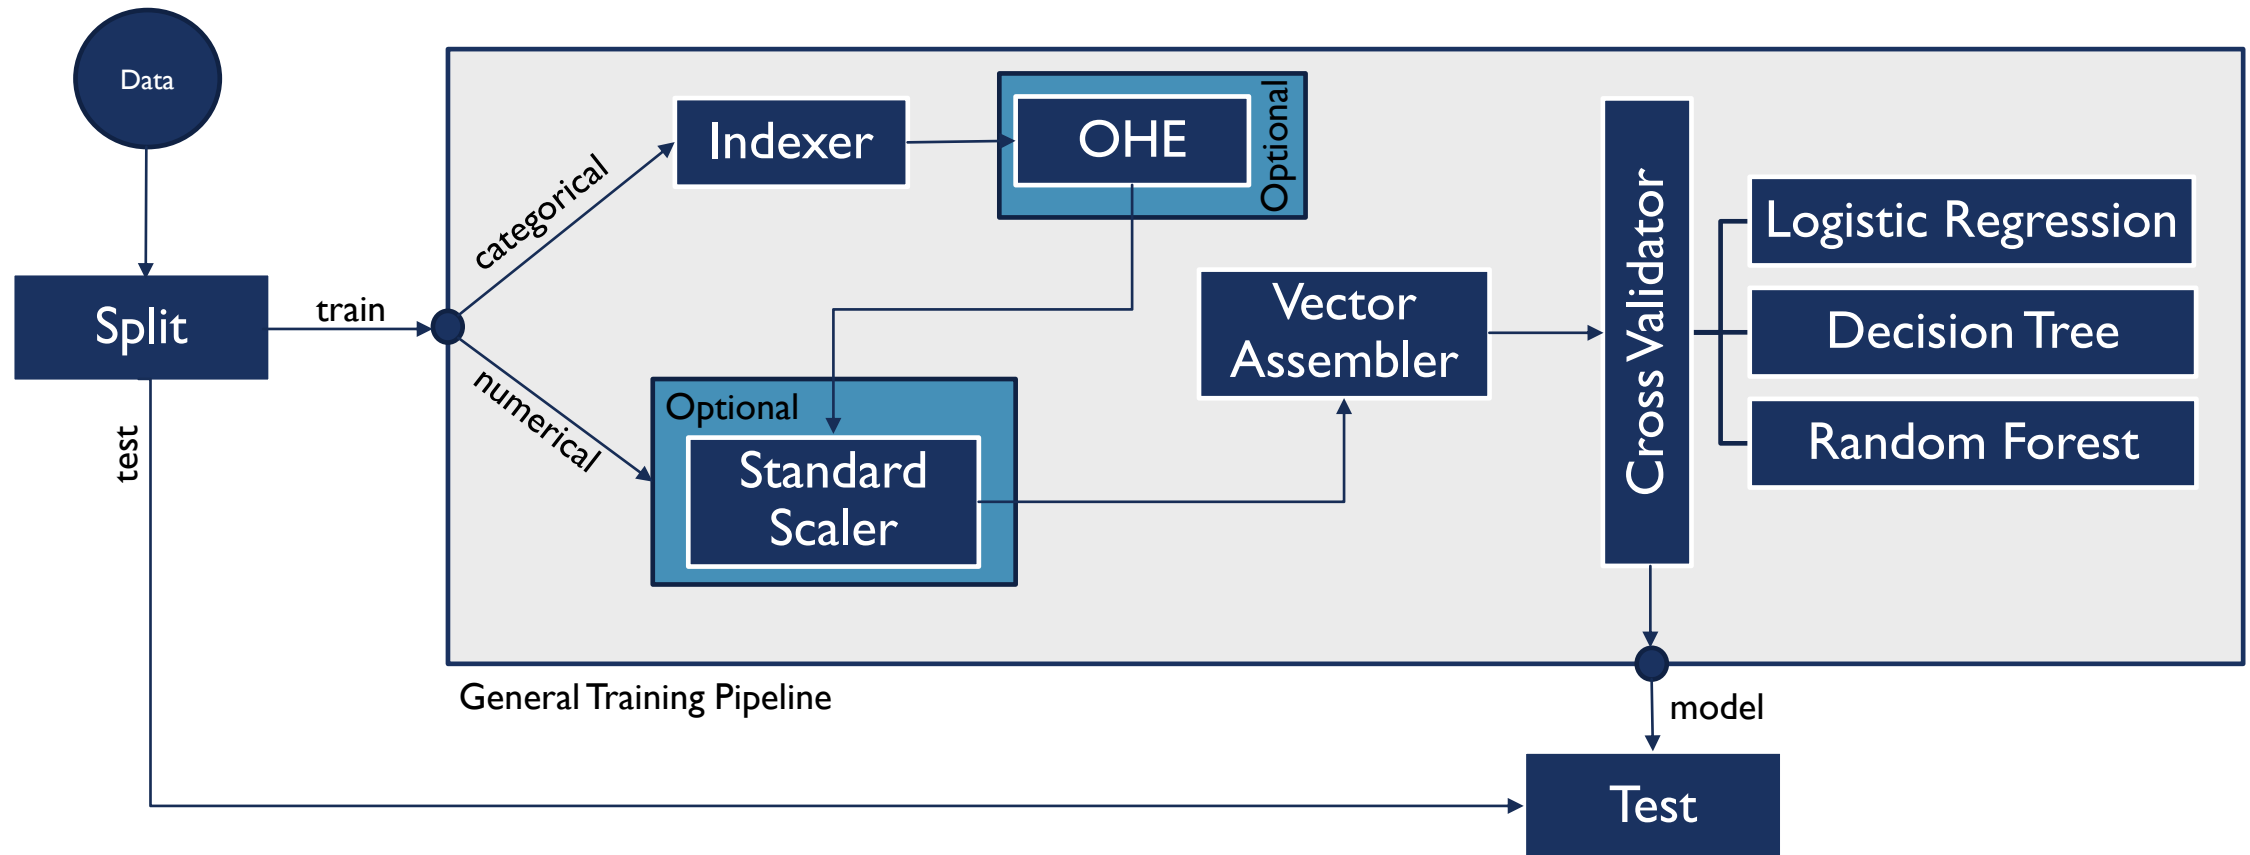 Data
Split
train
test
categorical
numerical
Indexer
OHE
Optional
Optional
Standard
Scaler
Vector
Assembler
Cross Validator
Logistic Regression
Decision Tree
Random Forest
General Training Pipeline
model
Test